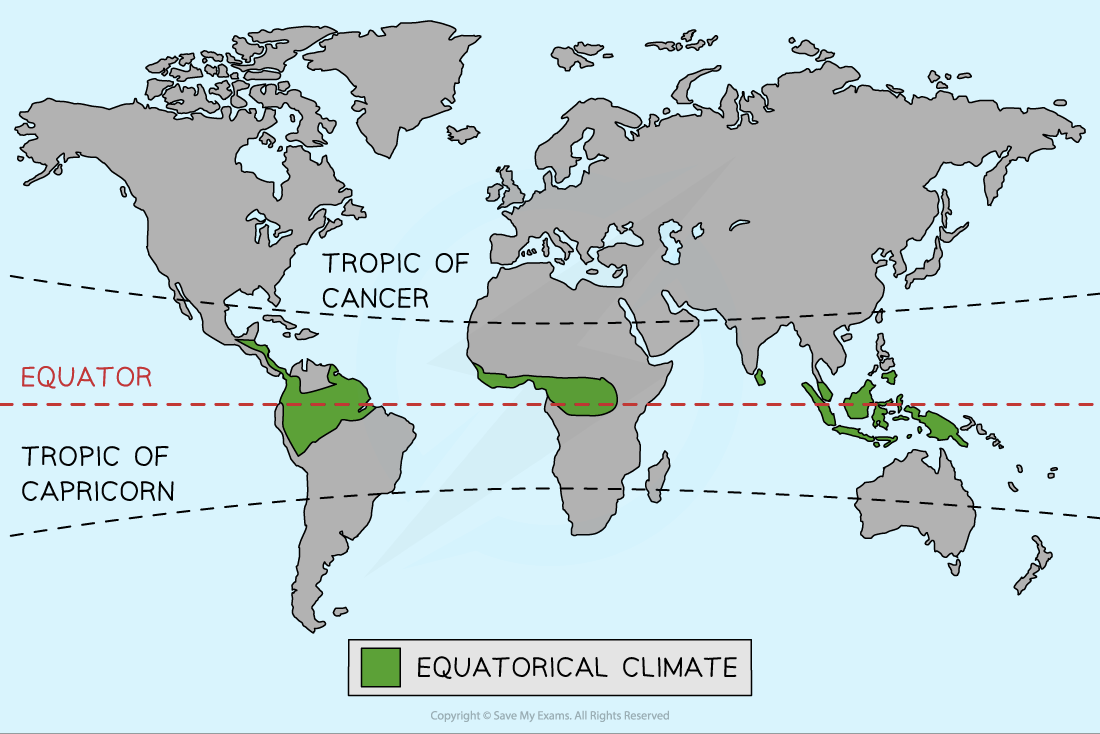 TROPIC OF
CANCER
EQUATOR
TROPIC OF
CAPRICORN
EQUATORICAL CLIMATE
Copyright © Save My Exams. All Rights Reserved